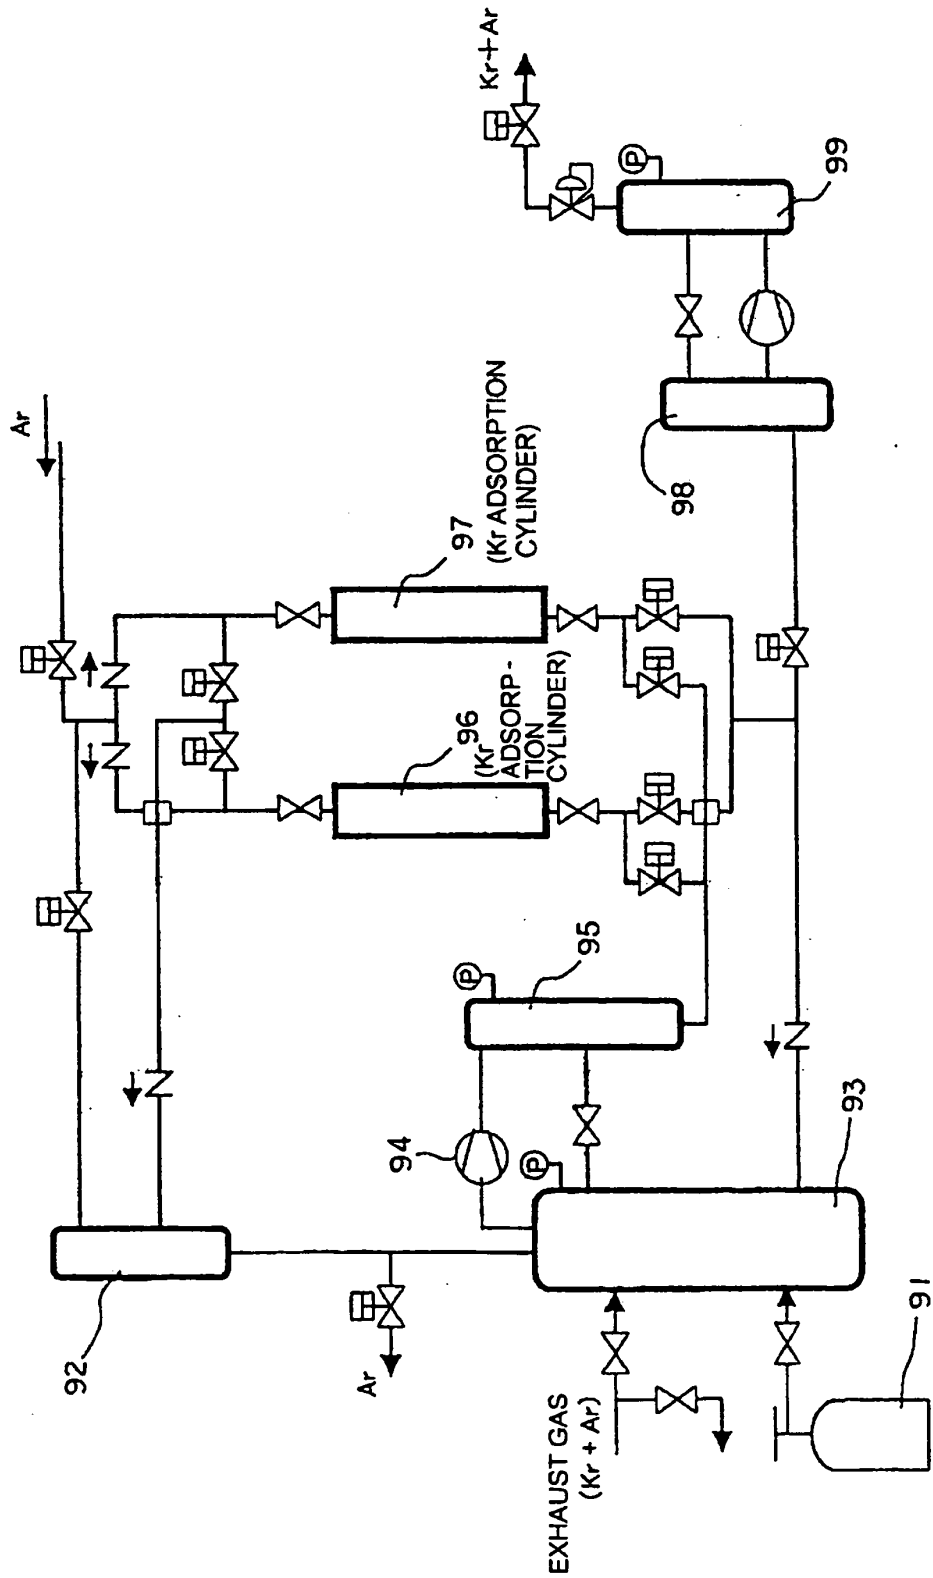 Ar
Kr+Ar
P
99
97
(Kr ADSORPTION
CYLINDER)
98
96
(Kr
ADSORP-
TION
CYLINDER)
P
95
94
P
93
92
Ar
EXHAUST GAS
(Kr + Ar)
91